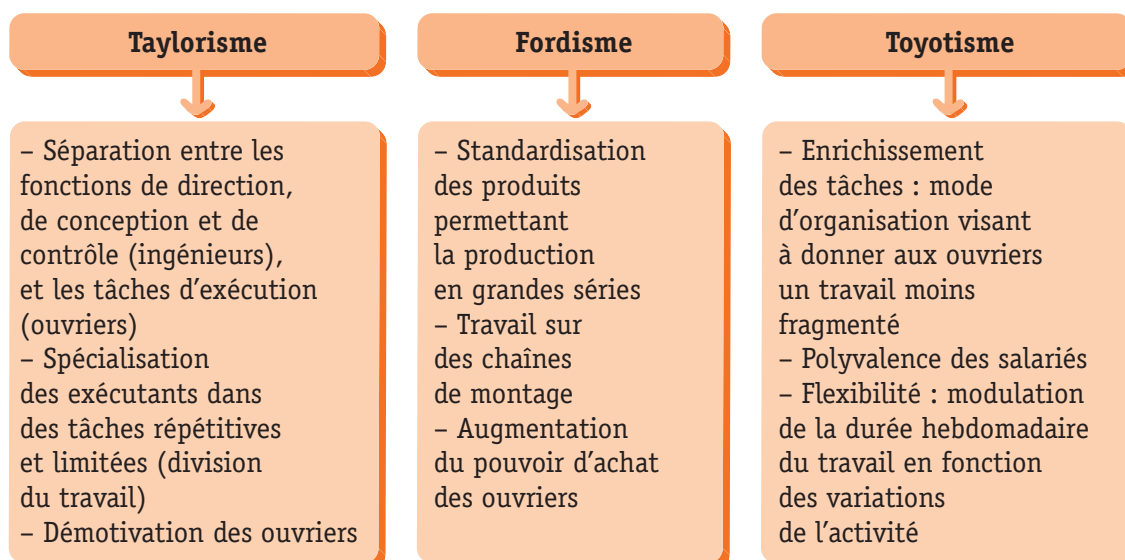 Taylorisme
– Séparation entre les
fonctions de direction,
de conception et de
contrôle (ingénieurs),
et les tâches d’exécution
(ouvriers)
– Spécialisation
des exécutants dans
des tâches répétitives
et limitées (division
du travail)
– Démotivation des ouvriers
Fordisme
– Standardisation
des produits
permettant
la production
en grandes séries
– Travail sur
des chaînes
de montage
– Augmentation
du pouvoir d’achat
des ouvriers
Toyotisme
– Enrichissement
des tâches : mode
d’organisation visant
à donner aux ouvriers
un travail moins
fragmenté
– Polyvalence des salariés
– Flexibilité : modulation
de la durée hebdomadaire
du travail en fonction
des variations
de l’activité